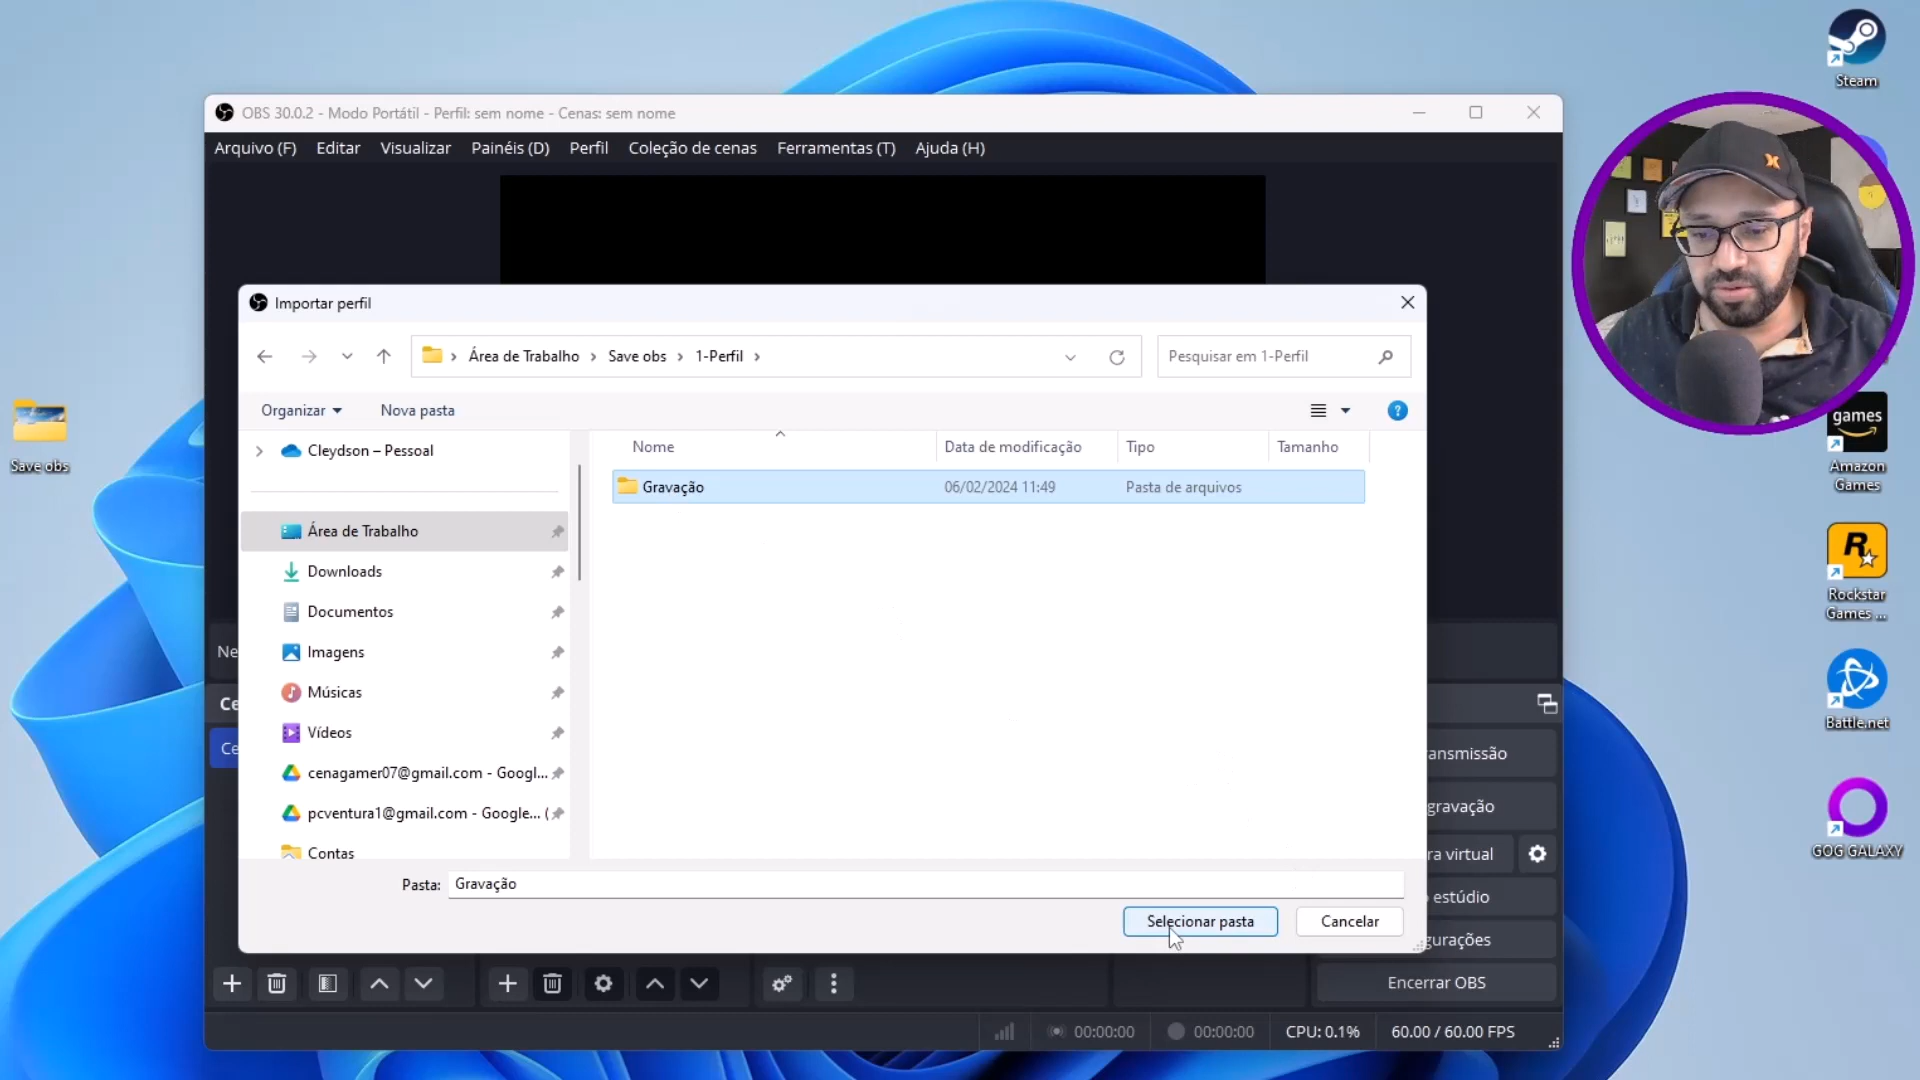 Steam
OBS 30.0.2 - Modo Portátil - Perfil: sem nome - Cenas: sem nome
Arquivo (F) Editar Visualizar Painéis (D) Perfil Coleção de cenas Ferramentas (T) Ajuda (H)
Importar perfil
Área de Trabalho Save obs 1-Perfil
Pesquisar em 1-Perfil
Organizar Nova pasta
Cleydson – Pessoal
Nome Data de modificação Tipo Tamanho
Gravação 06/02/2024 11:49 Pasta de arquivos
Área de Trabalho
Downloads
Documentos
Imagens
Músicas
Vídeos
cenagamer07@gmail.com - Googl...
pcventura1@gmail.com - Google... (
Contas
Pasta: Gravação
Selecionar pasta Cancelar
Save obs
Ne
Ce
Ce
ansmissão
gravação
ra virtual
estúdio
gurações
Encerrar OBS
00:00:00 00:00:00 CPU: 0.1% 60.00 / 60.00 FPS
games
Amazon
Games
R
Rockstar
Games ...
Battle.net
GOG GALAXY